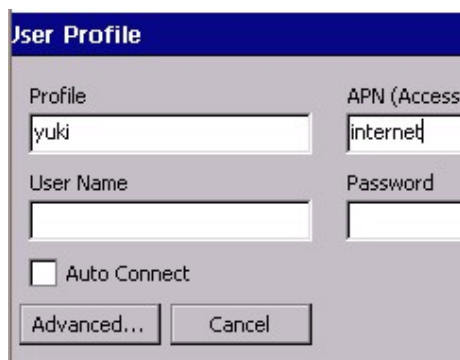 User Profile
Profile
APN (Access
yuki
internet
User Name
Password
Auto Connect
Advanced...
Cancel